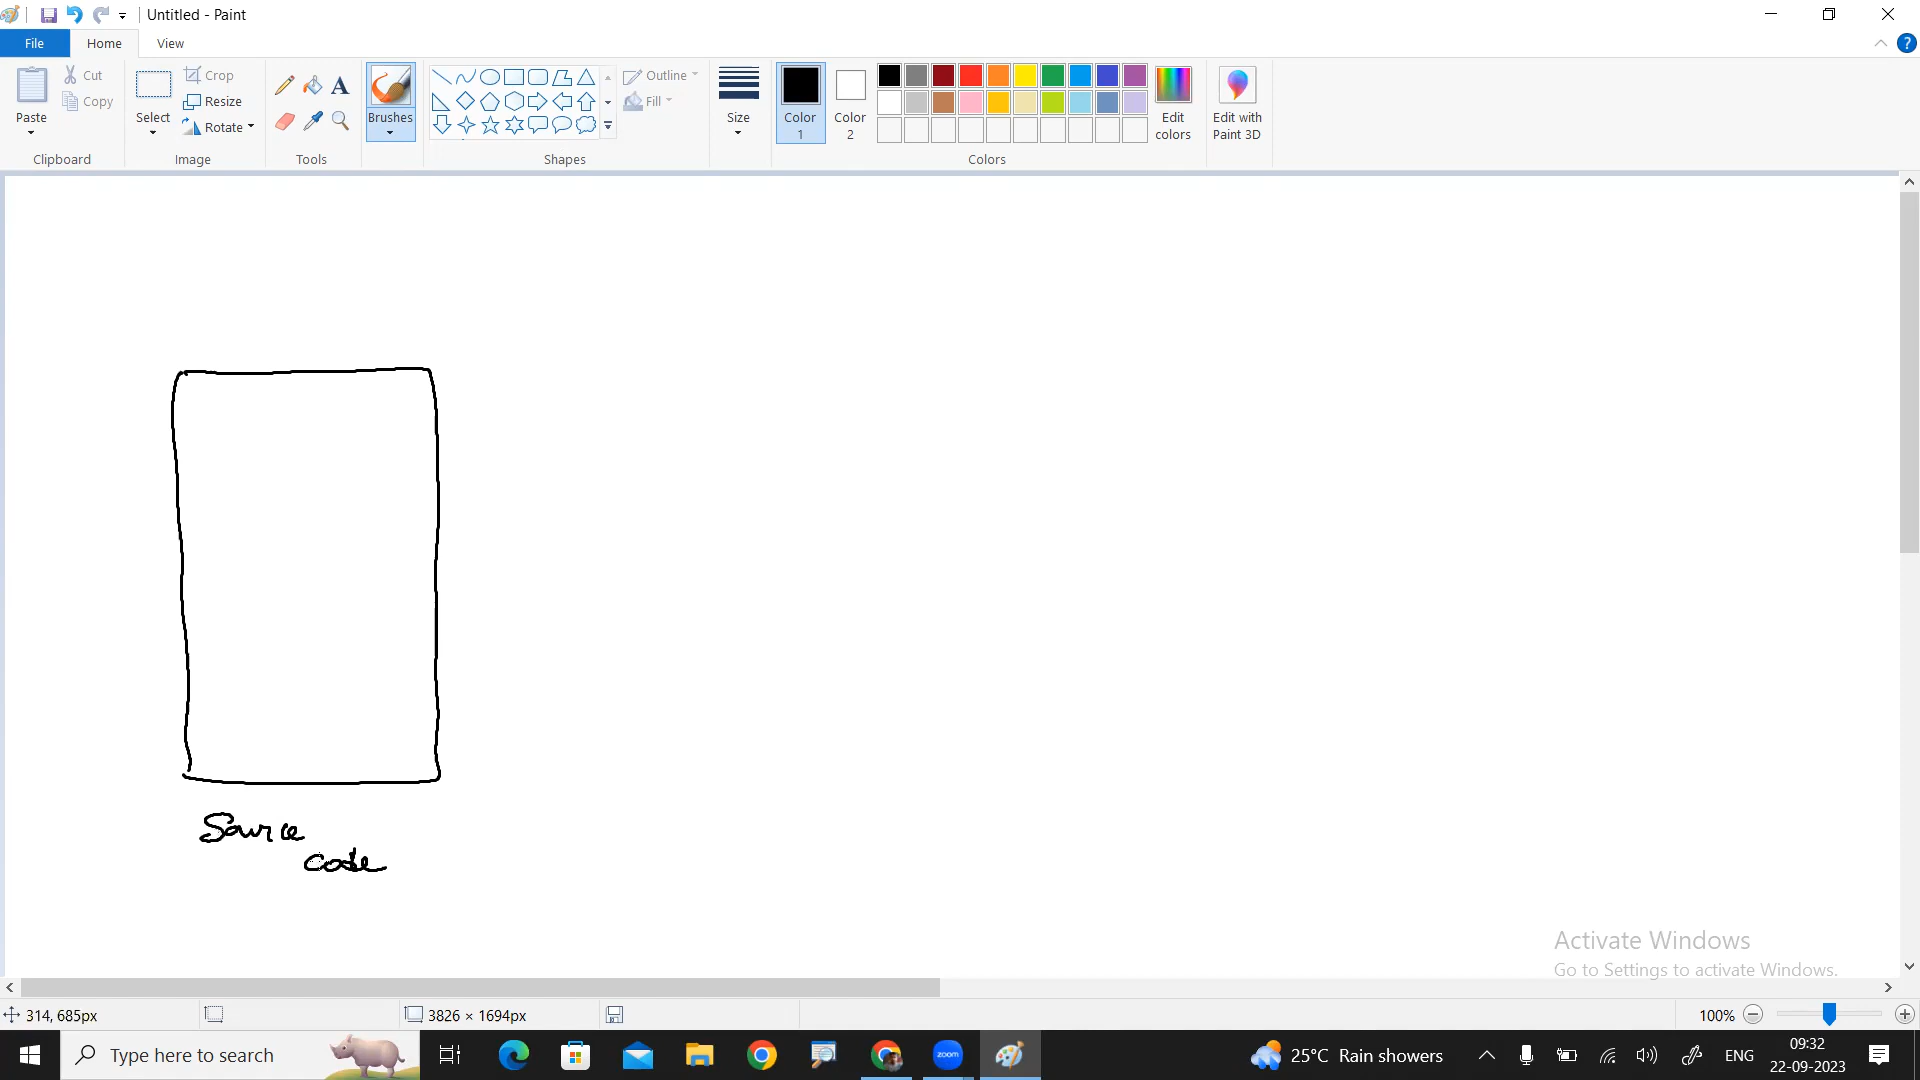 Untitled - Paint
File
Home
View
Paste
Cut
Copy
Clipboard
Select
Crop
Resize
Rotate
Image
Tools
Brushes
Outline
Fill
Shapes
Size
Color
1
Color
2
Edit
colors
Colors
Edit with
Paint 3D
Source
code
Activate Windows
Go to Settings to activate Windows.
314, 685px
3826 × 1694px
100%
Type here to search
zoom
25°C Rain showers
ENG
09:32
22-09-2023